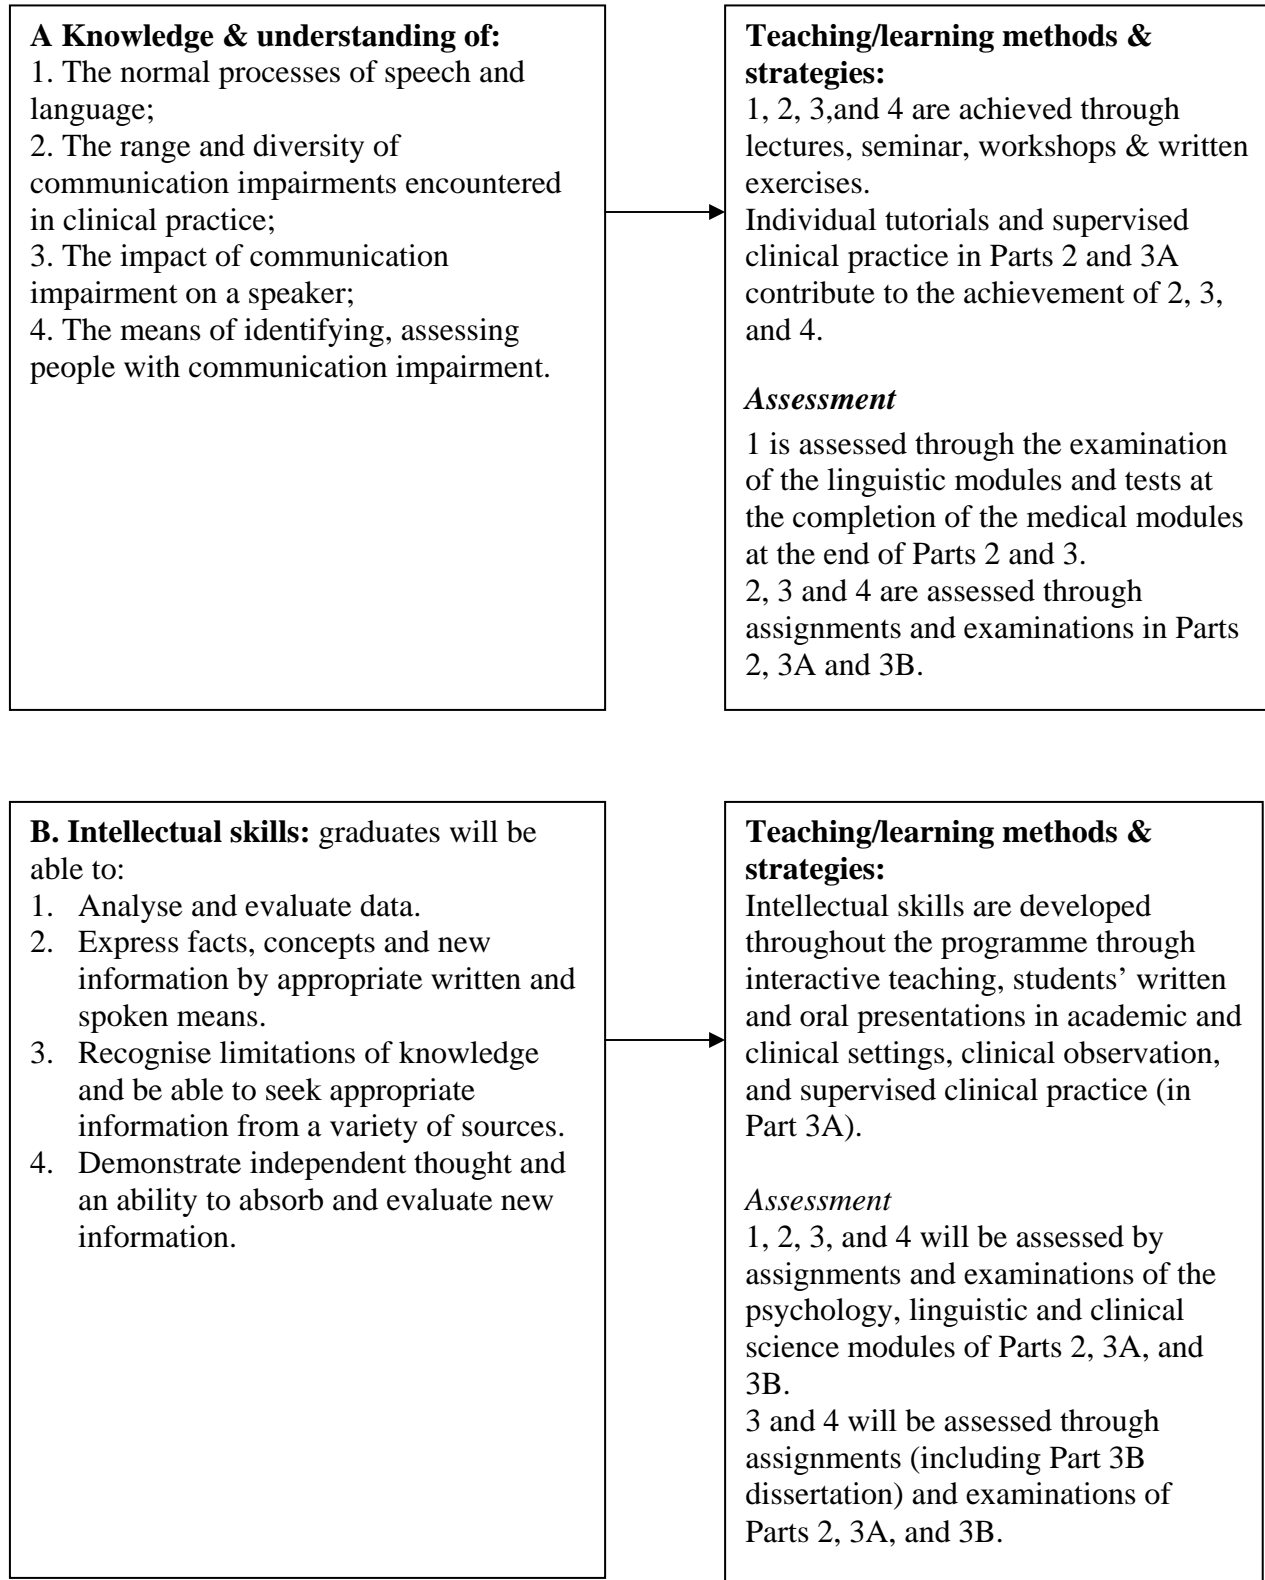 A Knowledge & understanding of:
1. The normal processes of speech and
language;
2. The range and diversity of
communication impairments encountered
in clinical practice;
3. The impact of communication
impairment on a speaker;
4. The means of identifying, assessing
people with communication impairment.
Teaching/learning methods &
strategies:
1, 2, 3,and 4 are achieved through
lectures, seminar, workshops & written
exercises.
Individual tutorials and supervised
clinical practice in Parts 2 and 3A
contribute to the achievement of 2, 3,
and 4.
Assessment
1 is assessed through the examination
of the linguistic modules and tests at
the completion of the medical modules
at the end of Parts 2 and 3.
2, 3 and 4 are assessed through
assignments and examinations in Parts
2, 3A and 3B.
B. Intellectual skills: graduates will be
able to:
1. Analyse and evaluate data.
2. Express facts, concepts and new
information by appropriate written and
spoken means.
3. Recognise limitations of knowledge
and be able to seek appropriate
information from a variety of sources.
4. Demonstrate independent thought and
an ability to absorb and evaluate new
information.
Teaching/learning methods &
strategies:
Intellectual skills are developed
throughout the programme through
interactive teaching, students’ written
and oral presentations in academic and
clinical settings, clinical observation,
and supervised clinical practice (in
Part 3A).
Assessment
1, 2, 3, and 4 will be assessed by
assignments and examinations of the
psychology, linguistic and clinical
science modules of Parts 2, 3A, and
3B.
3 and 4 will be assessed through
assignments (including Part 3B
dissertation) and examinations of
Parts 2, 3A, and 3B.